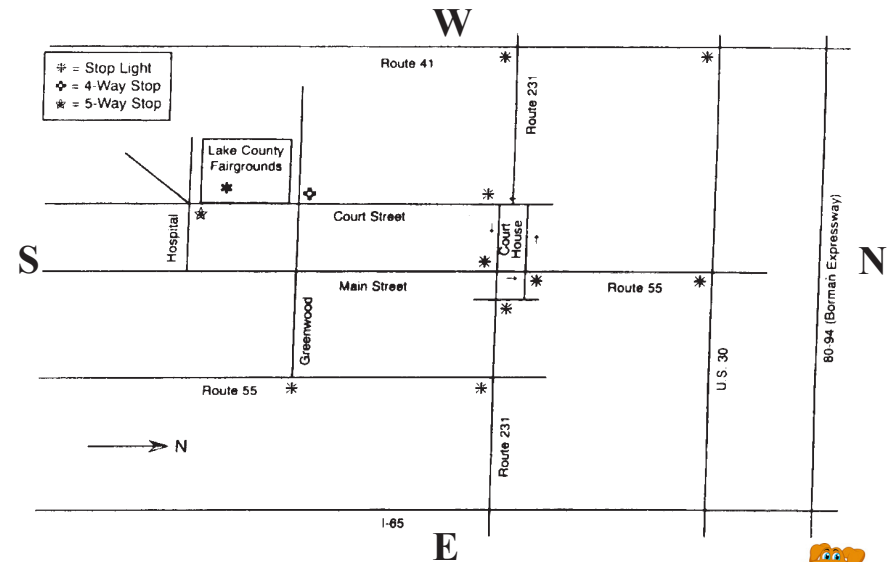 W
✳ = Stop Light
✥ = 4-Way Stop
☆ = 5-Way Stop
Route 41
Route 231
Lake County
Fairgrounds
Court Street
Hospital
Court
House
S
N
Main Street
Route 55
80-94 (Borman Expressway)
Greenwood
U.S. 30
Route 55
N
Route 231
I-65
E